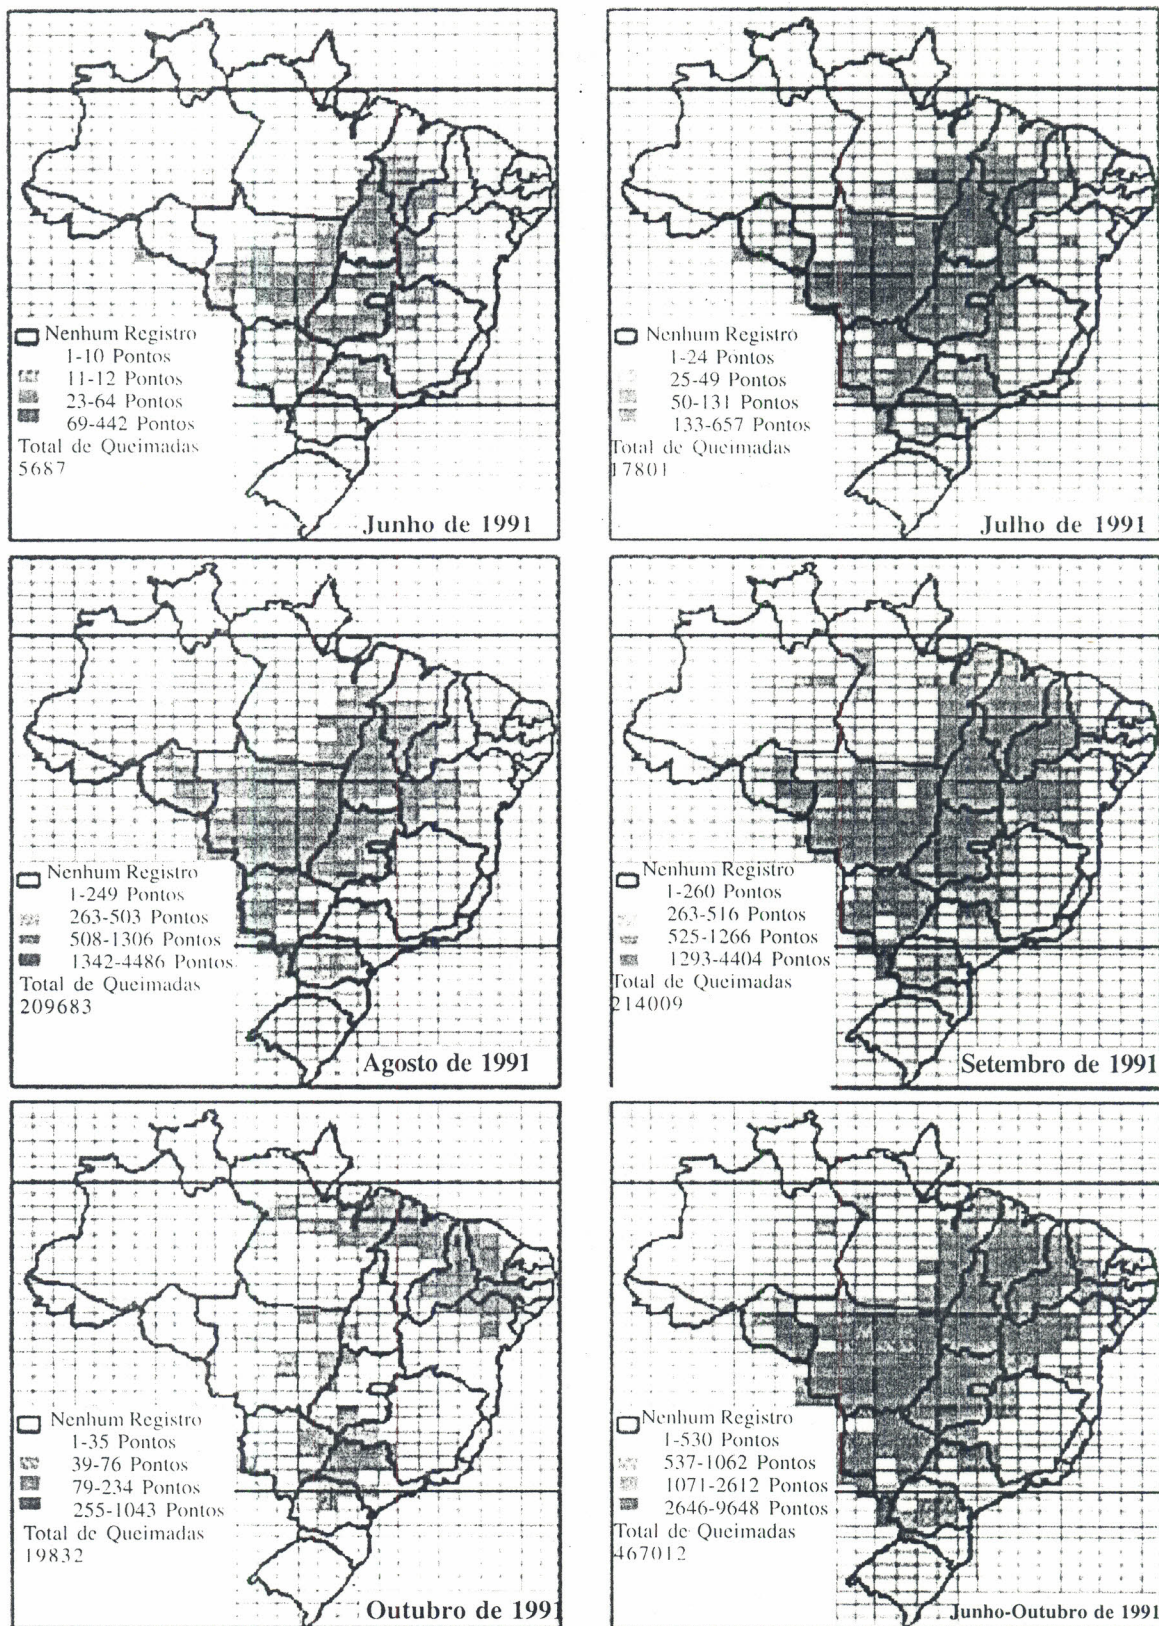 Nenhum Registro
1-10 Pontos
11-12 Pontos
23-64 Pontos
69-442 Pontos
Total de Queimadas
5687
Junho de 1991
Nenhum Registro
1-24 Pontos
25-49 Pontos
50-131 Pontos
133-657 Pontos
Total de Queimadas
17801
Julho de 1991
Nenhum Registro
1-249 Pontos
263-503 Pontos
508-1306 Pontos
1342-4486 Pontos
Total de Queimadas
209683
Agosto de 1991
Nenhum Registro
1-260 Pontos
263-516 Pontos
525-1266 Pontos
1293-4404 Pontos
Total de Queimadas
214009
Setembro de 1991
Nenhum Registro
1-35 Pontos
39-76 Pontos
79-234 Pontos
255-1043 Pontos
Total de Queimadas
19832
Outubro de 1991
Nenhum Registro
1-530 Pontos
537-1062 Pontos
1071-2612 Pontos
2646-9648 Pontos
Total de Queimadas
467012
Junho-Outubro de 1991